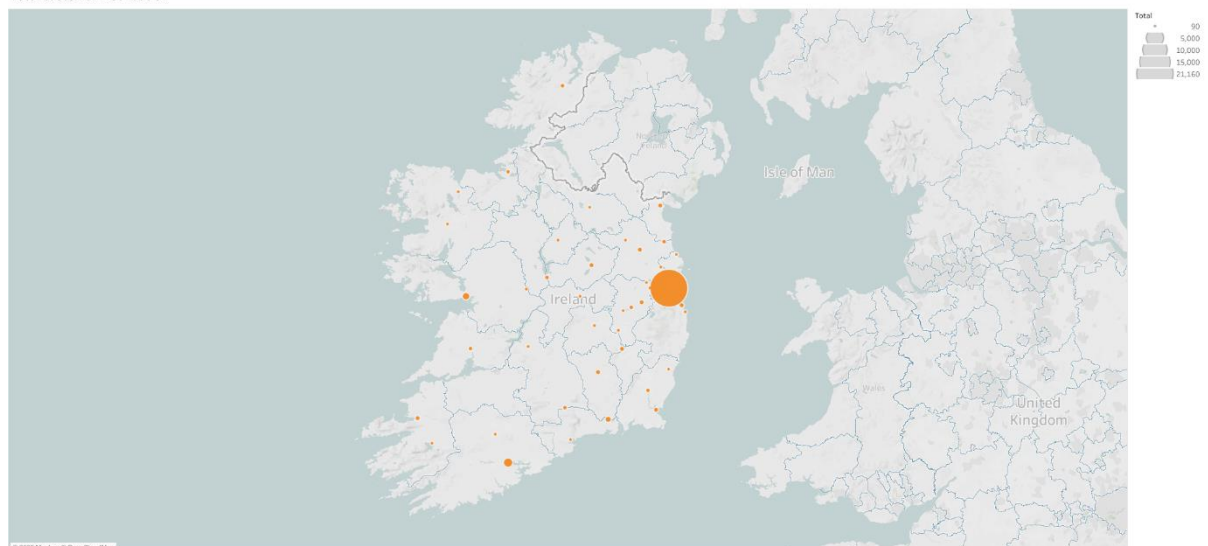 Total
90
5,000
10,000
15,000
21,160
Isle of Man
Ireland
Wales
United
Kingdom